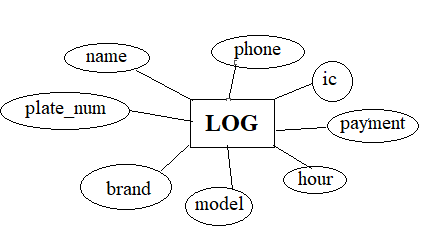 phone
name
ic
plate_num
LOG
payment
hour
brand
model